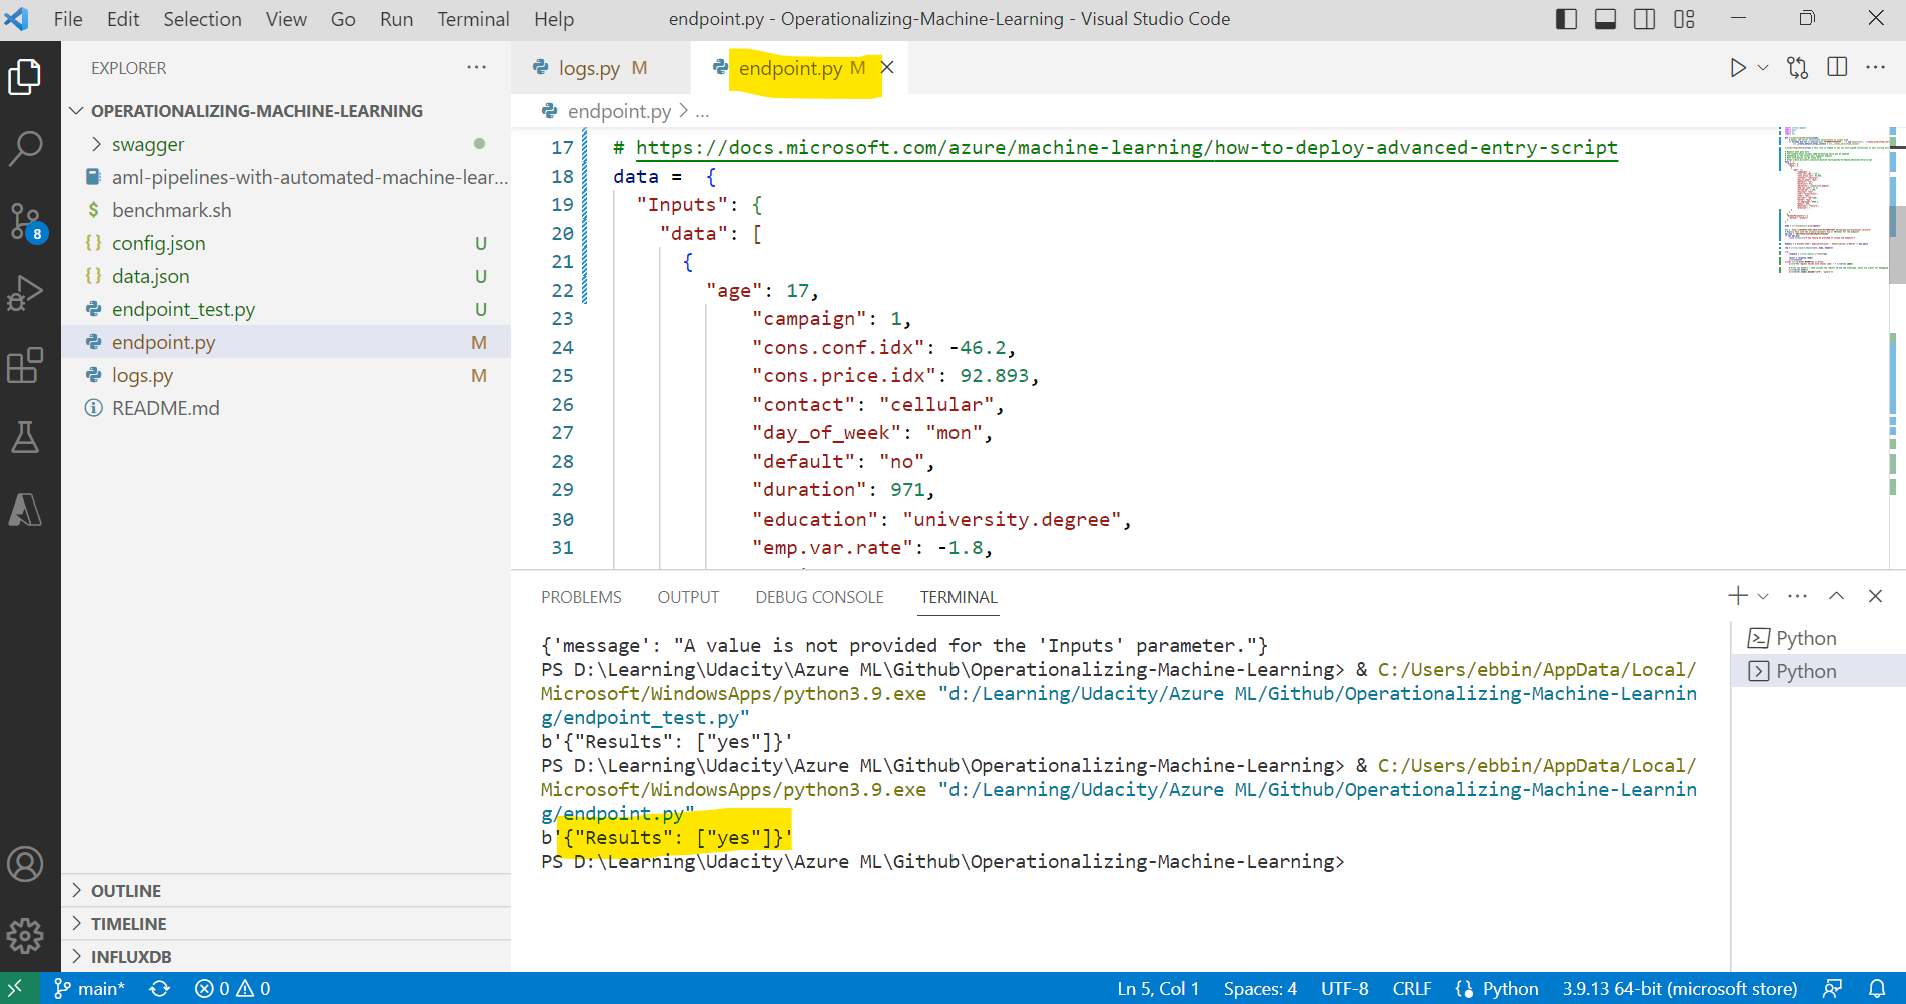 File Edit Selection View Go Run Terminal Help
endpoint.py - Operationalizing-Machine-Learning - Visual Studio Code
EXPLORER
OPERATIONALIZING-MACHINE-LEARNING
swagger
aml-pipelines-with-automated-machine-lear...
benchmark.sh
config.json U
data.json U
endpoint_test.py U
endpoint.py M
logs.py M
README.md
8
OUTLINE
TIMELINE
INFLUXDB
logs.py M endpoint.py M
endpoint.py > ...
17 # https://docs.microsoft.com/azure/machine-learning/how-to-deploy-advanced-entry-script
18 data = {
19 "Inputs": {
20 "data": [
21 {
22 "age": 17,
23 "campaign": 1,
24 "cons.conf.idx": -46.2,
25 "cons.price.idx": 92.893,
26 "contact": "cellular",
27 "day_of_week": "mon",
28 "default": "no",
29 "duration": 971,
30 "education": "university.degree",
31 "emp.var.rate": -1.8,
PROBLEMS OUTPUT DEBUG CONSOLE TERMINAL
{'message': "A value is not provided for the 'Inputs' parameter."}
PS D:\Learning\Udacity\Azure ML\Github\Operationalizing-Machine-Learning> & C:/Users/ebbin/AppData/Local/
Microsoft/WindowsApps/python3.9.exe "d:/Learning/Udacity/Azure ML/Github/Operationalizing-Machine-Learnin
g/endpoint_test.py"
b'{"Results": ["yes"]}'
PS D:\Learning\Udacity\Azure ML\Github\Operationalizing-Machine-Learning> & C:/Users/ebbin/AppData/Local/
Microsoft/WindowsApps/python3.9.exe "d:/Learning/Udacity/Azure ML/Github/Operationalizing-Machine-Learnin
g/endpoint.py"
b'{"Results": ["yes"]}'
PS D:\Learning\Udacity\Azure ML\Github\Operationalizing-Machine-Learning>
Python
Python
main* 0 0 Ln 5, Col 1 Spaces: 4 UTF-8 CRLF Python 3.9.13 64-bit (microsoft store)